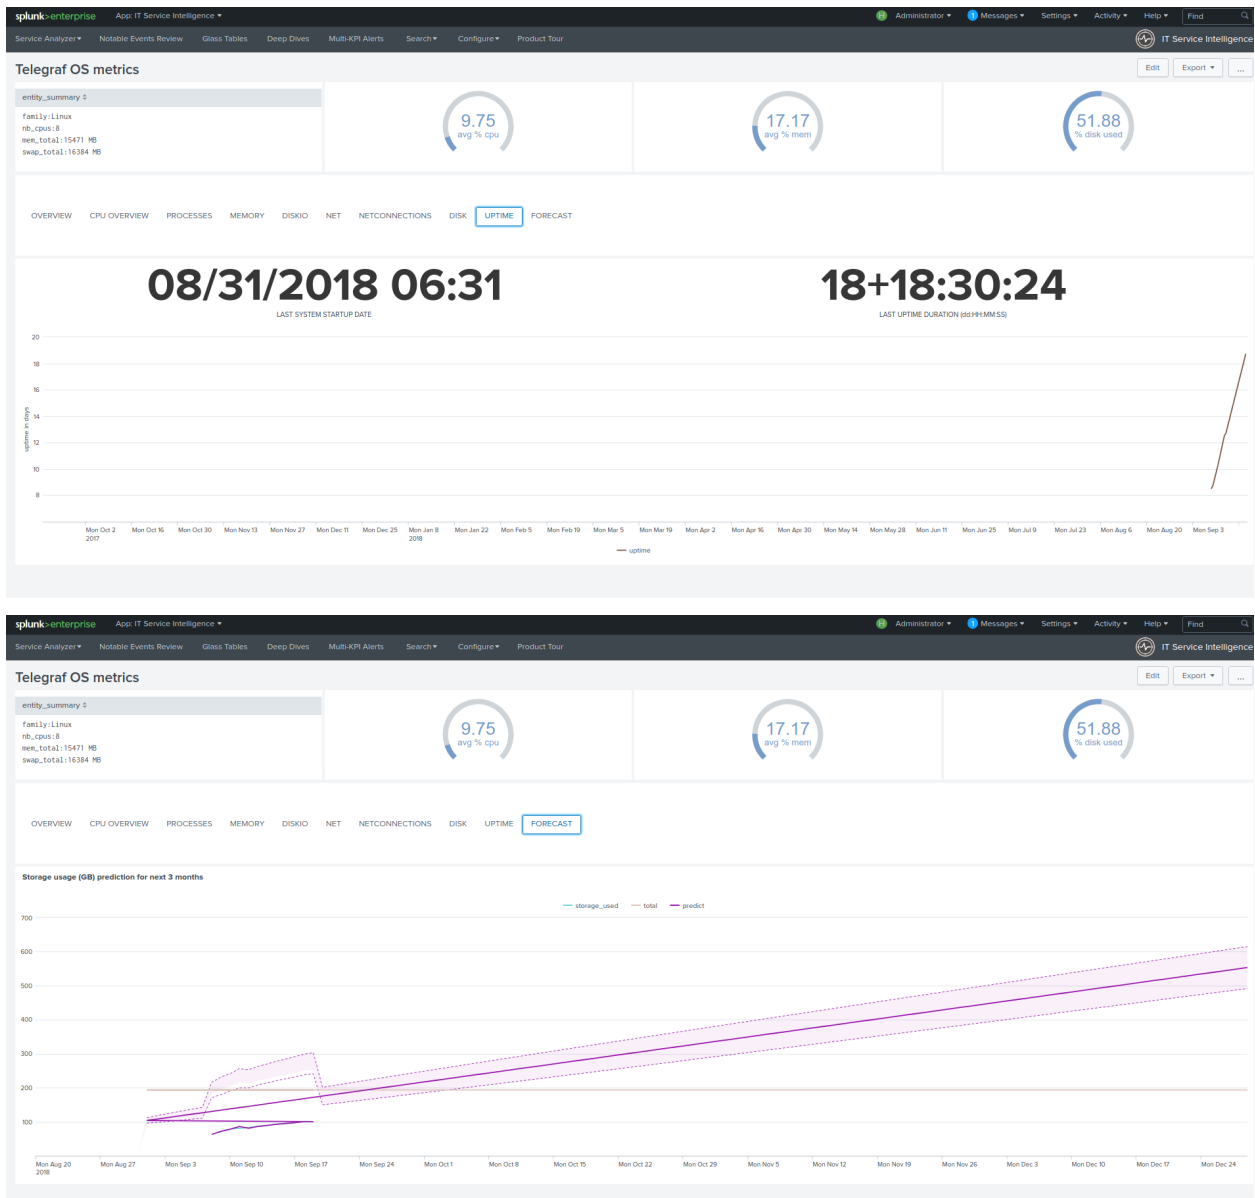 splunk>enterprise App: IT Service Intelligence ▾ H Administrator ▾ 1 Messages ▾ Settings ▾ Activity ▾ Help ▾ Find
Service Analyzer ▾ Notable Events Review Glass Tables Deep Dives Multi-KPI Alerts Search ▾ Configure ▾ Product Tour IT Service Intelligence
Telegraf OS metrics Edit Export ▾ ...
entity_summary
family:Linux
nb_cpus:8
mem_total:15471 MB
swap_total:16384 MB
9.75
avg % cpu
17.17
avg % mem
51.88
% disk used
OVERVIEW CPU OVERVIEW PROCESSES MEMORY DISKIO NET NETCONNECTIONS DISK UPTIME FORECAST
08/31/2018 06:31
LAST SYSTEM STARTUP DATE
18+18:30:24
LAST UPTIME DURATION (dd:HH:MM:SS)
20
18
16
14
12
10
8
uptime in days
Mon Oct 2 Mon Oct 16 Mon Oct 30 Mon Nov 13 Mon Nov 27 Mon Dec 11 Mon Dec 25 Mon Jan 8 Mon Jan 22 Mon Feb 5 Mon Feb 19 Mon Mar 5 Mon Mar 19 Mon Apr 2 Mon Apr 16 Mon Apr 30 Mon May 14 Mon May 28 Mon Jun 11 Mon Jun 25 Mon Jul 9 Mon Jul 23 Mon Aug 6 Mon Aug 20 Mon Sep 3
2017 2018
uptime
splunk>enterprise App: IT Service Intelligence ▾ H Administrator ▾ 1 Messages ▾ Settings ▾ Activity ▾ Help ▾ Find
Service Analyzer ▾ Notable Events Review Glass Tables Deep Dives Multi-KPI Alerts Search ▾ Configure ▾ Product Tour IT Service Intelligence
Telegraf OS metrics Edit Export ▾ ...
entity_summary
family:Linux
nb_cpus:8
mem_total:15471 MB
swap_total:16384 MB
9.75
avg % cpu
17.17
avg % mem
51.88
% disk used
OVERVIEW CPU OVERVIEW PROCESSES MEMORY DISKIO NET NETCONNECTIONS DISK UPTIME FORECAST
Storage usage (GB) prediction for next 3 months
storage_used total predict
700
600
500
400
300
200
100
Mon Aug 20 Mon Aug 27 Mon Sep 3 Mon Sep 10 Mon Sep 17 Mon Sep 24 Mon Oct 1 Mon Oct 8 Mon Oct 15 Mon Oct 22 Mon Oct 29 Mon Nov 5 Mon Nov 12 Mon Nov 19 Mon Nov 26 Mon Dec 3 Mon Dec 10 Mon Dec 17 Mon Dec 24
2018